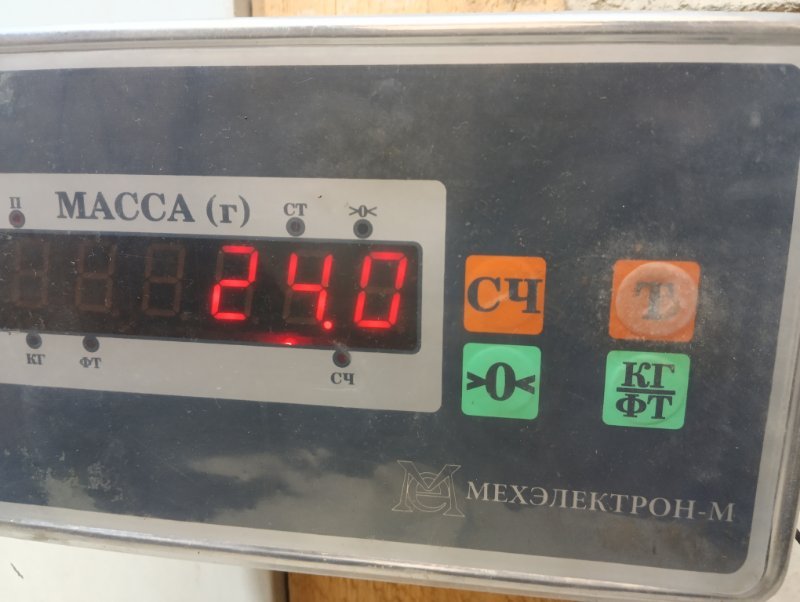 П МАССА (г) СТ >0<
24.0
КГ ФТ СЧ
СЧ Т
>0< КГ
ФТ
МЕХЭЛЕКТРОН-М